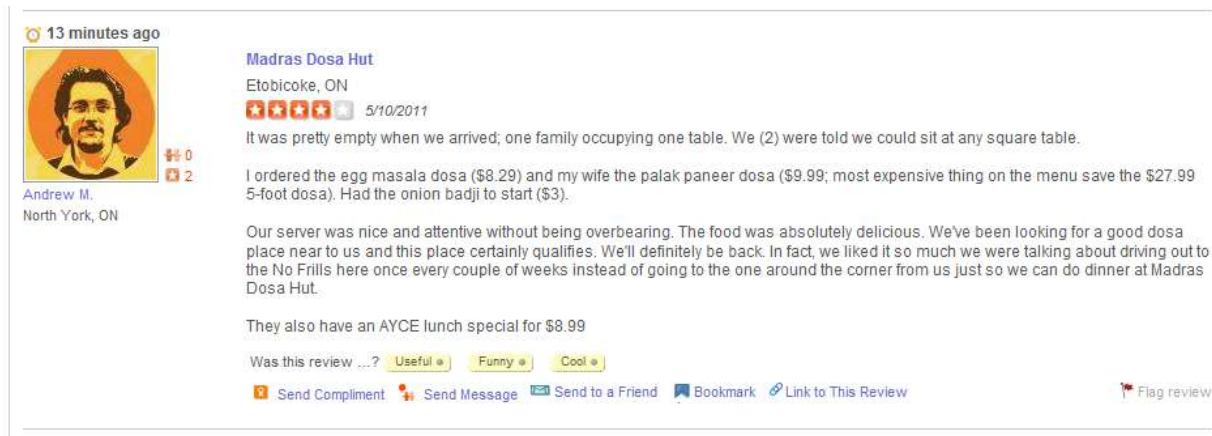 13 minutes ago
Madras Dosa Hut
Etobicoke, ON
5/10/2011
It was pretty empty when we arrived; one family occupying one table. We (2) were told we could sit at any square table.
I ordered the egg masala dosa ($8.29) and my wife the palak paneer dosa ($9.99; most expensive thing on the menu save the $27.99
5-foot dosa). Had the onion badji to start ($3).
Our server was nice and attentive without being overbearing. The food was absolutely delicious. We've been looking for a good dosa
place near to us and this place certainly qualifies. We'll definitely be back. In fact, we liked it so much we were talking about driving out to
the No Frills here once every couple of weeks instead of going to the one around the corner from us just so we can do dinner at Madras
Dosa Hut.
They also have an AYCE lunch special for $8.99
0
2
Andrew M.
North York, ON
Was this review ...? Useful Funny Cool
Send Compliment Send Message Send to a Friend Bookmark Link to This Review Flag review